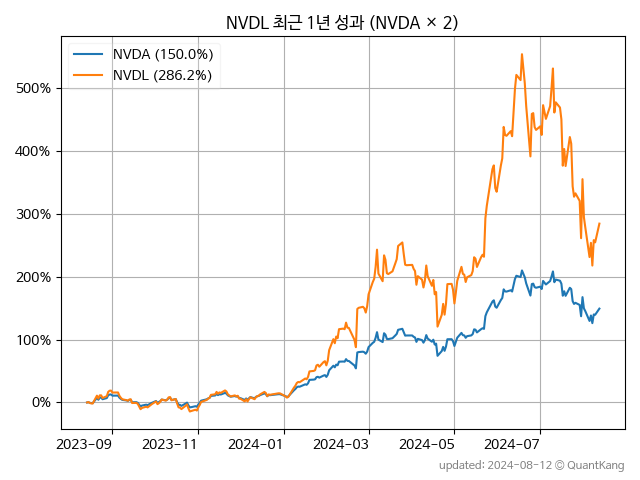 NVDL 최근 1년 성과 (NVDA × 2)
NVDA (150.0%)
NVDL (286.2%)
500%
400%
300%
200%
100%
0%
2023-09 2023-11 2024-01 2024-03 2024-05 2024-07
updated: 2024-08-12 © QuantKang